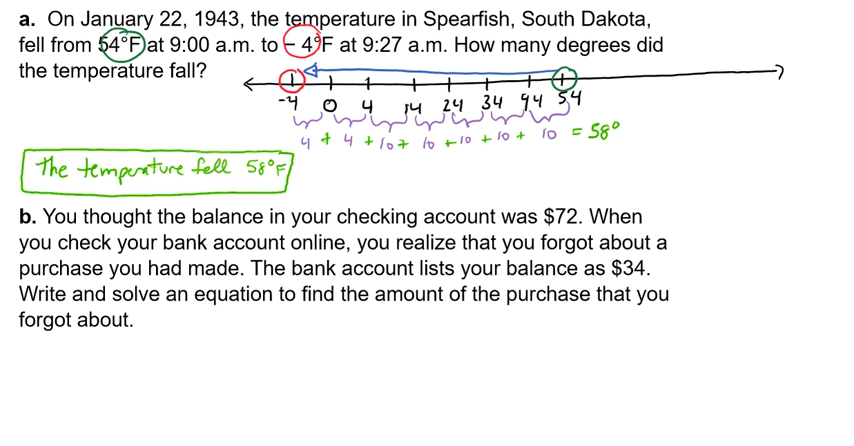 a. On January 22, 1943, the temperature in Spearfish, South Dakota,
fell from 54°F at 9:00 a.m. to – 4°F at 9:27 a.m. How many degrees did
the temperature fall?
-4 0 4 14 24 34 44 54
4 + 4 + 10 + 10 + 10 + 10 + 10 = 58°
The temperature fell 58°F
b. You thought the balance in your checking account was $72. When
you check your bank account online, you realize that you forgot about a
purchase you had made. The bank account lists your balance as $34.
Write and solve an equation to find the amount of the purchase that you
forgot about.